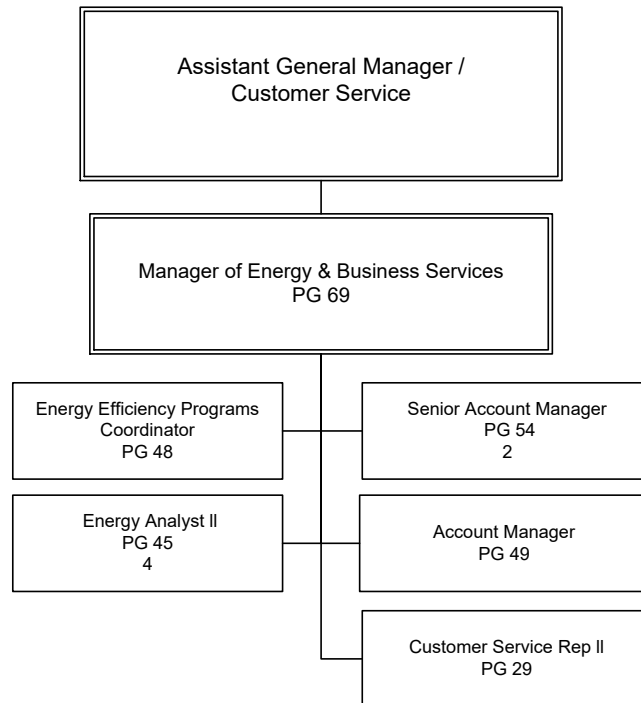 Assistant General Manager /
Customer Service
Manager of Energy & Business Services
PG 69
Energy Efficiency Programs
Coordinator
PG 48
Senior Account Manager
PG 54
2
Energy Analyst II
PG 45
4
Account Manager
PG 49
Customer Service Rep II
PG 29